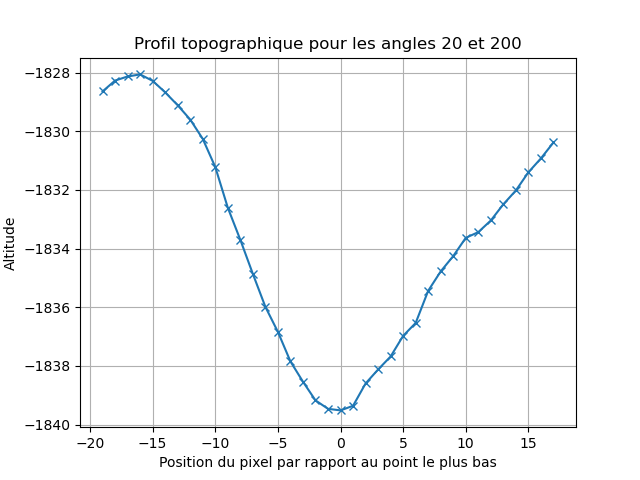 Profil topographique pour les angles 20 et 200
−1828
−1830
−1832
−1834
−1836
−1838
−1840
Altitude
−20 −15 −10 −5 0 5 10 15
Position du pixel par rapport au point le plus bas